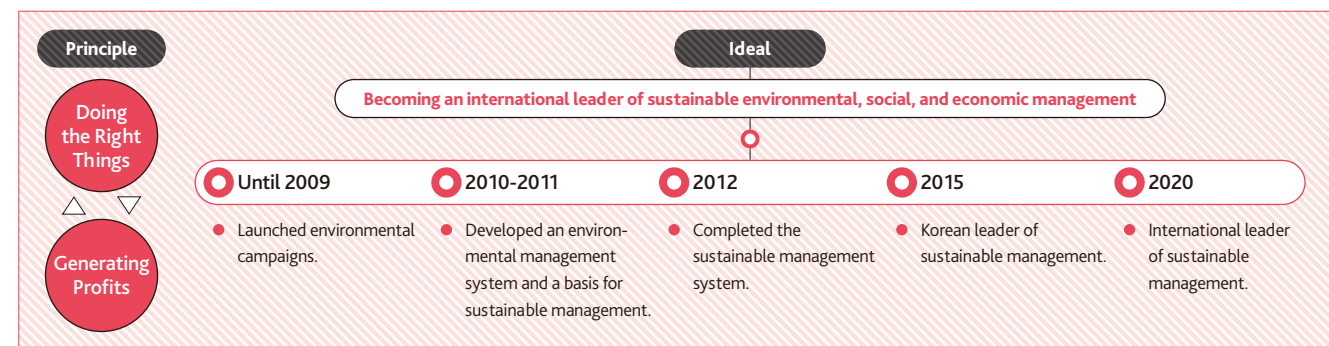 Principle
Doing
the Right
Things
Generating
Profits
Ideal
Becoming an international leader of sustainable environmental, social, and economic management
Until 2009
Launched environmental
campaigns.
2010-2011
Developed an environ-
mental management
system and a basis for
sustainable management.
2012
Completed the
sustainable management
system.
2015
Korean leader of
sustainable management.
2020
International leader
of sustainable
management.